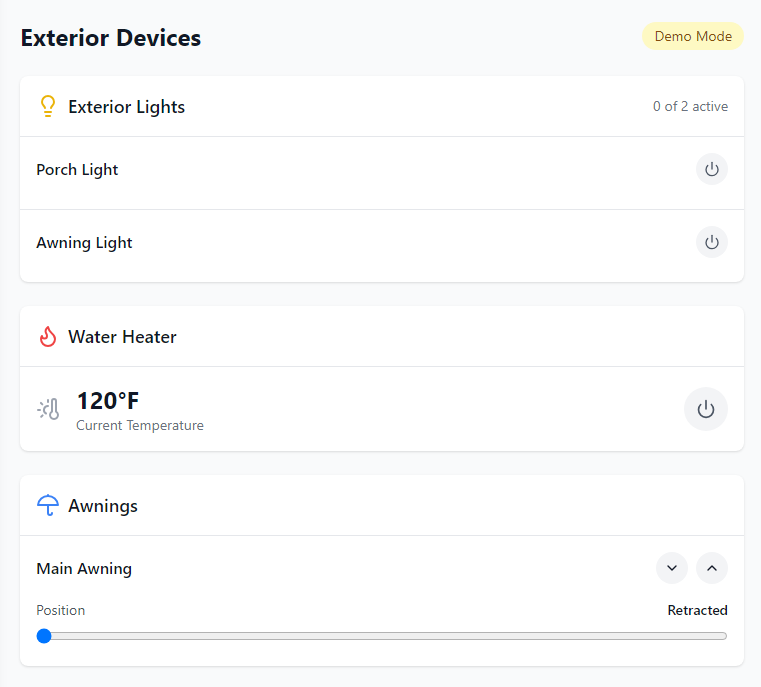 Exterior Devices
Demo Mode
Exterior Lights
0 of 2 active
Porch Light
Awning Light
Water Heater
120°F
Current Temperature
Awnings
Main Awning
Position
Retracted